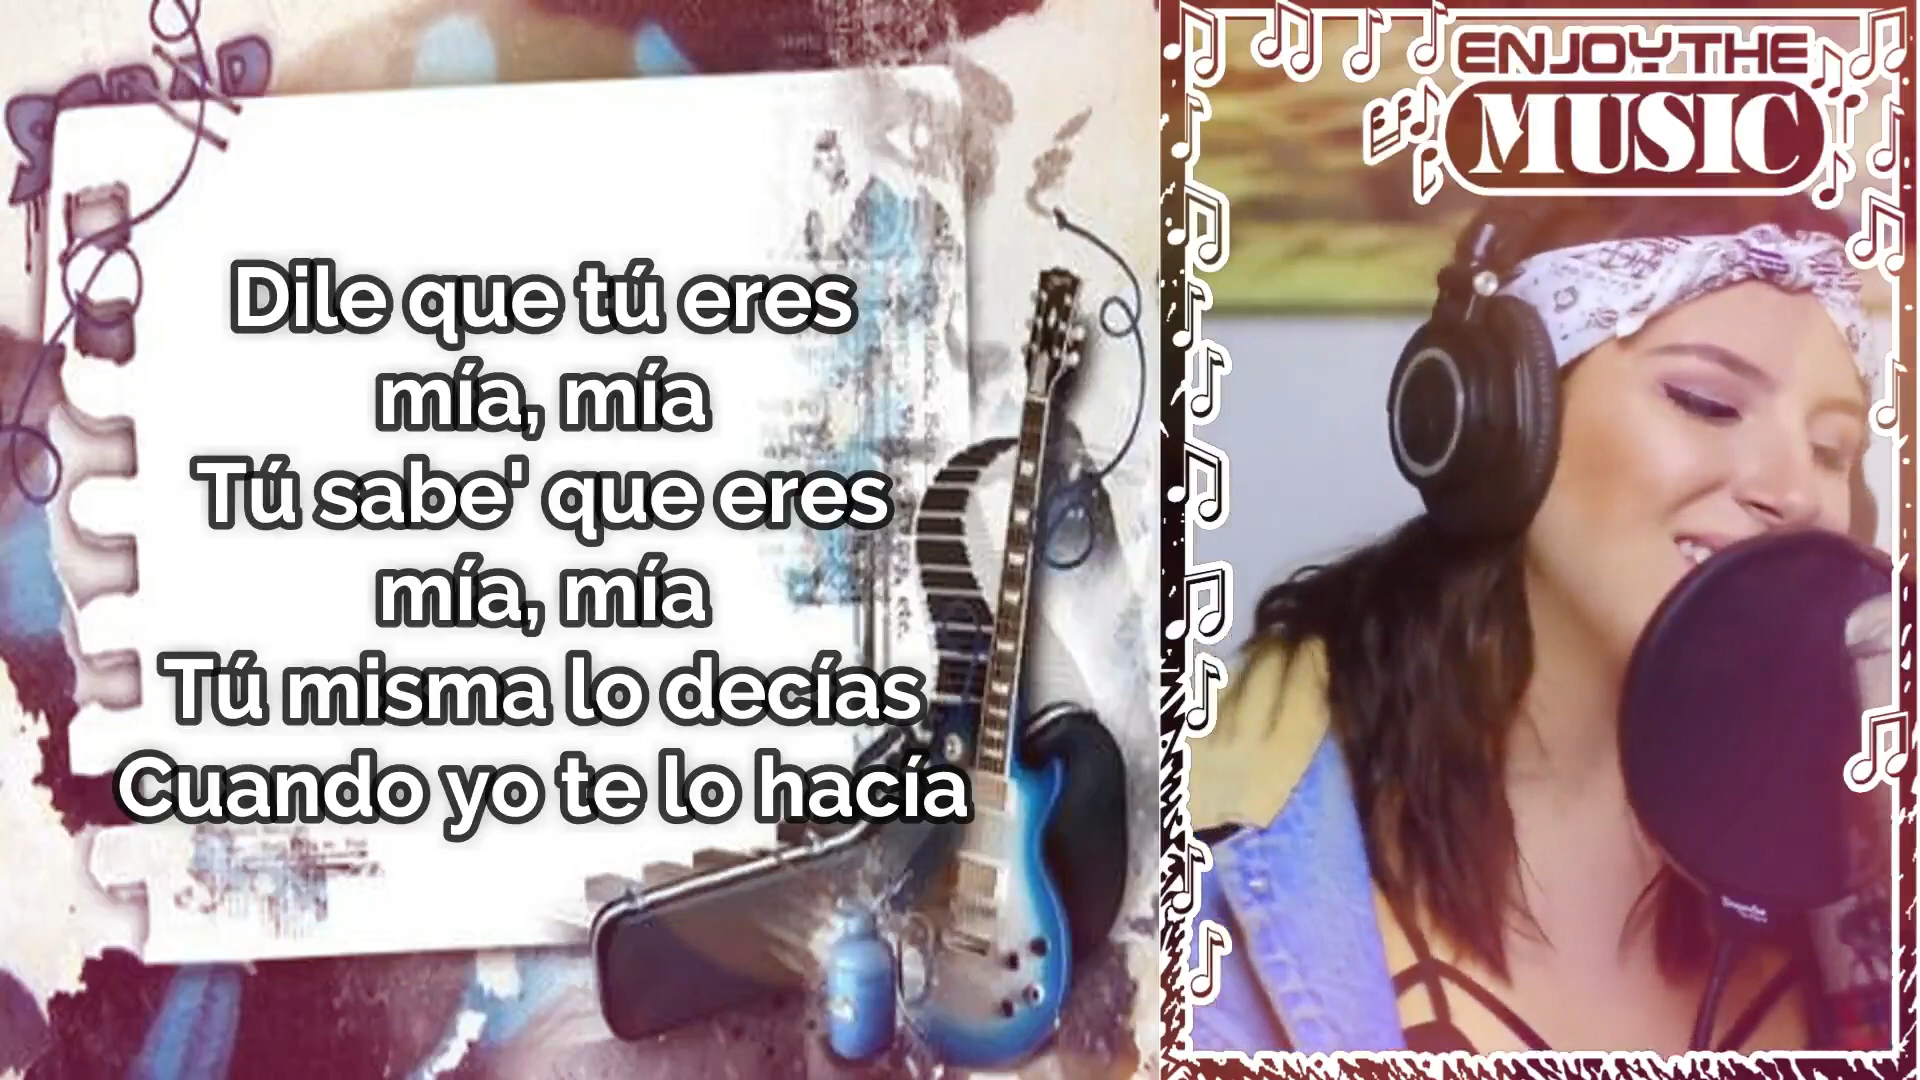 Dile que tú eres
mía, mía
Tú sabe' que eres
mía, mía
Tú misma lo decías
Cuando yo te lo hacía
ENJOY THE
MUSIC